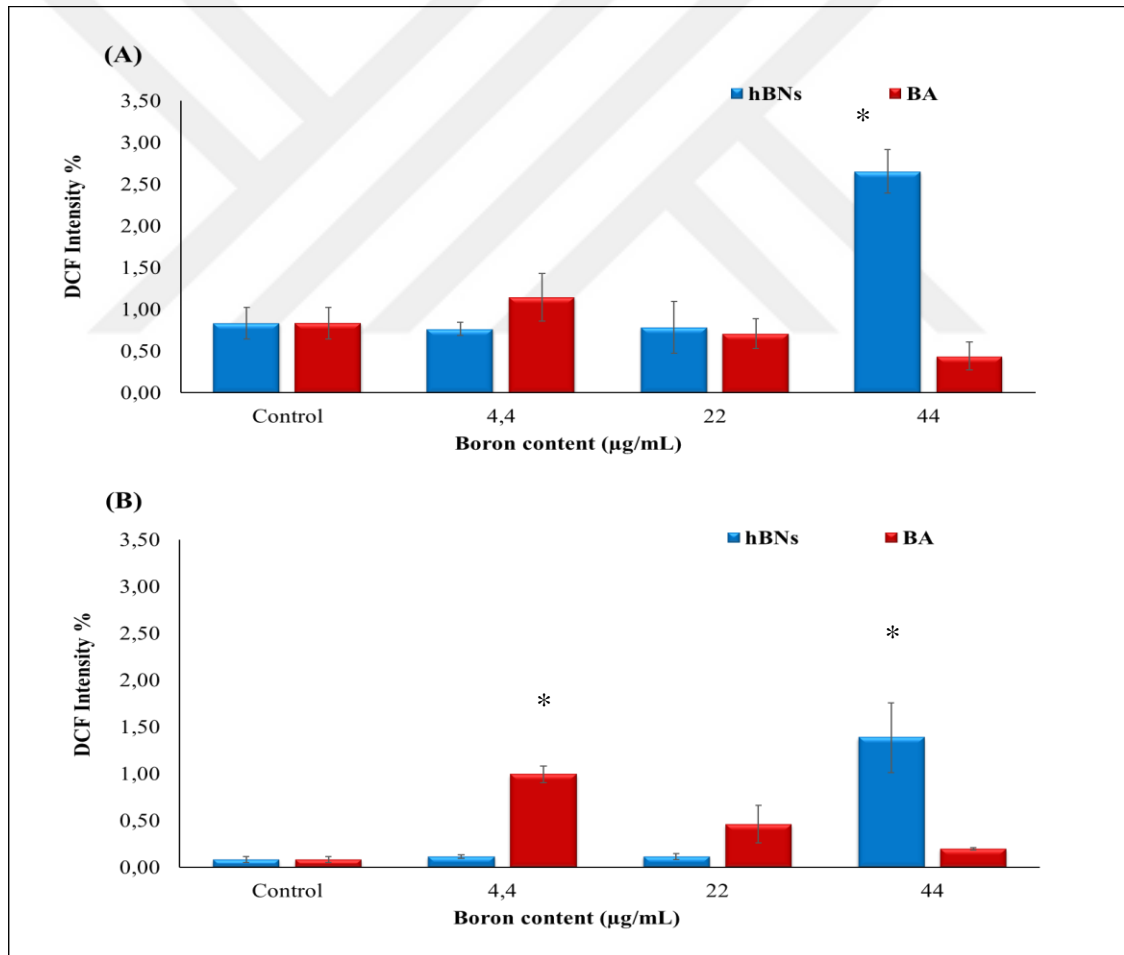 (A)
hBNs BA
*
3,50
3,00
2,50
2,00
1,50
1,00
0,50
0,00
DCF Intensity %
Control 4,4 22 44
Boron content (µg/mL)
(B)
hBNs BA
3,50
3,00
2,50
2,00
1,50
1,00
0,50
0,00
DCF Intensity %
* *
Control 4,4 22 44
Boron content (µg/mL)